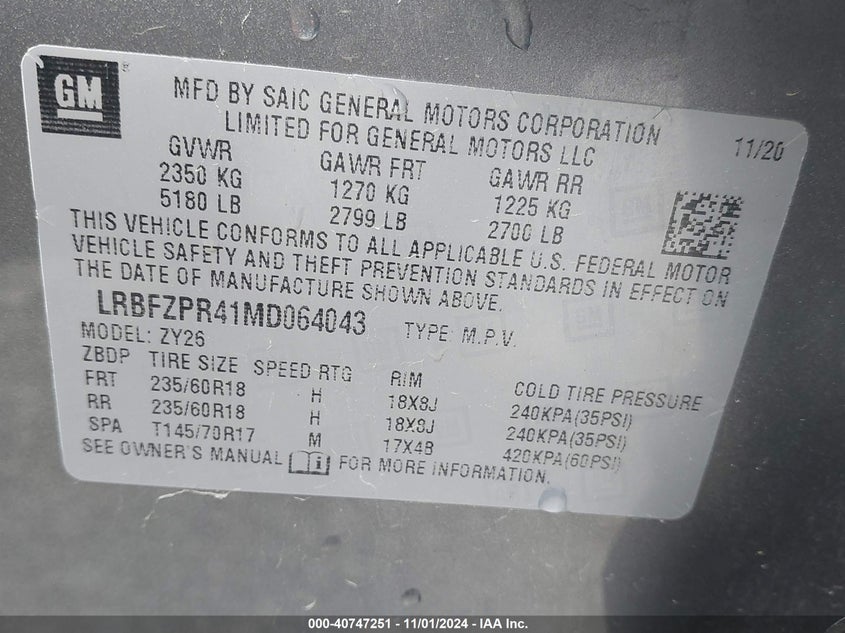 GM
MFD BY SAIC GENERAL MOTORS CORPORATION
LIMITED FOR GENERAL MOTORS LLC
11/20
GVWR GAWR FRT GAWR RR
2350 KG 1270 KG 1225 KG
5180 LB 2799 LB 2700 LB
THIS VEHICLE CONFORMS TO ALL APPLICABLE U.S. FEDERAL MOTOR
VEHICLE SAFETY AND THEFT PREVENTION STANDARDS IN EFFECT ON
THE DATE OF MANUFACTURE SHOWN ABOVE.
LRBFZPR41MD064043 TYPE: M.P.V.
MODEL: ZY26
ZBDP TIRE SIZE SPEED RTG RIM COLD TIRE PRESSURE
FRT 235/60R18 H 18X8J 240KPA(35PSI)
RR 235/60R18 H 18X8J 240KPA(35PSI)
SPA T145/70R17 M 17X4B 420KPA(60PSI)
SEE OWNER'S MANUAL FOR MORE INFORMATION.
000-40747251 - 11/01/2024 - IAA Inc.